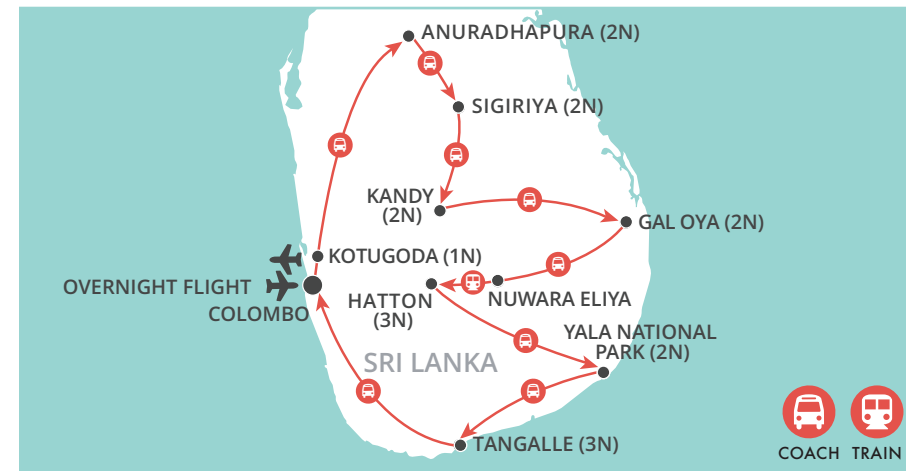 ANURADHAPURA (2N)
SIGIRIYA (2N)
KANDY
(2N)
GAL OYA (2N)
KOTUGODA (1N)
OVERNIGHT FLIGHT
COLOMBO
HATTON
(3N)
NUWARA ELIYA
YALA NATIONAL
PARK (2N)
SRI LANKA
TANGALLE (3N)
COACH TRAIN